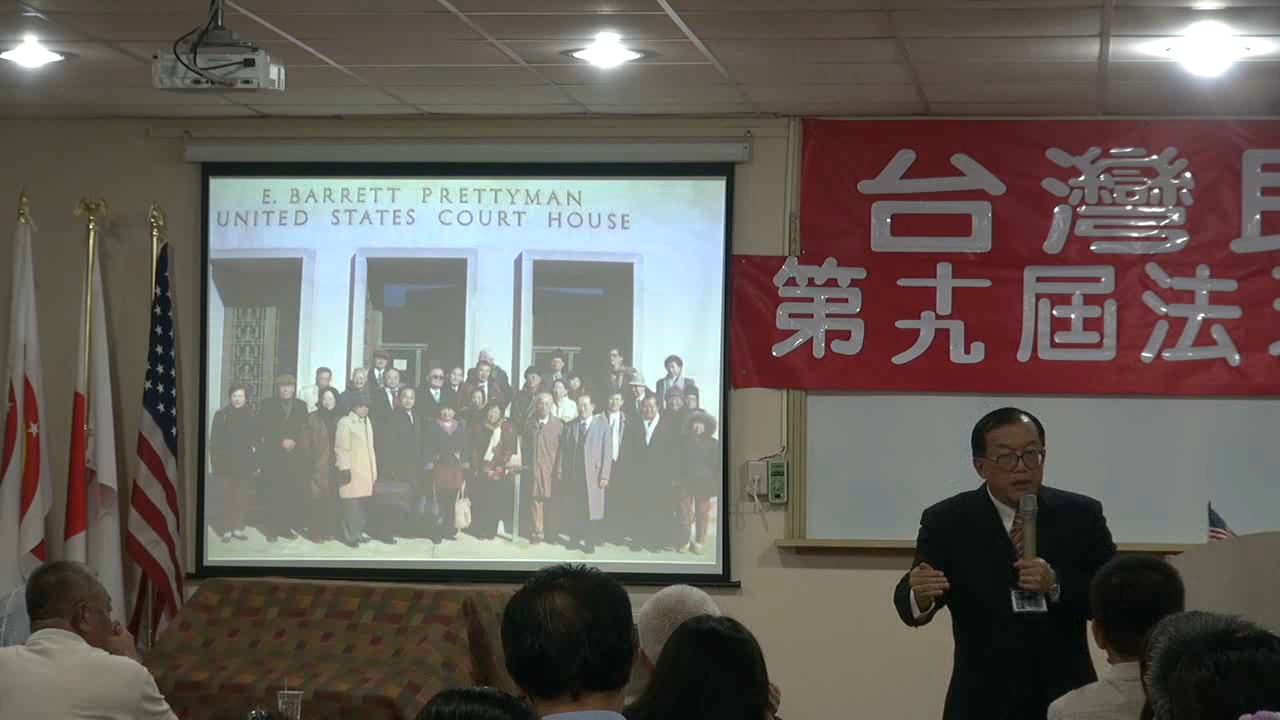 E. BARRETT PRETTYMAN
UNITED STATES COURT HOUSE
台灣
第九屆法